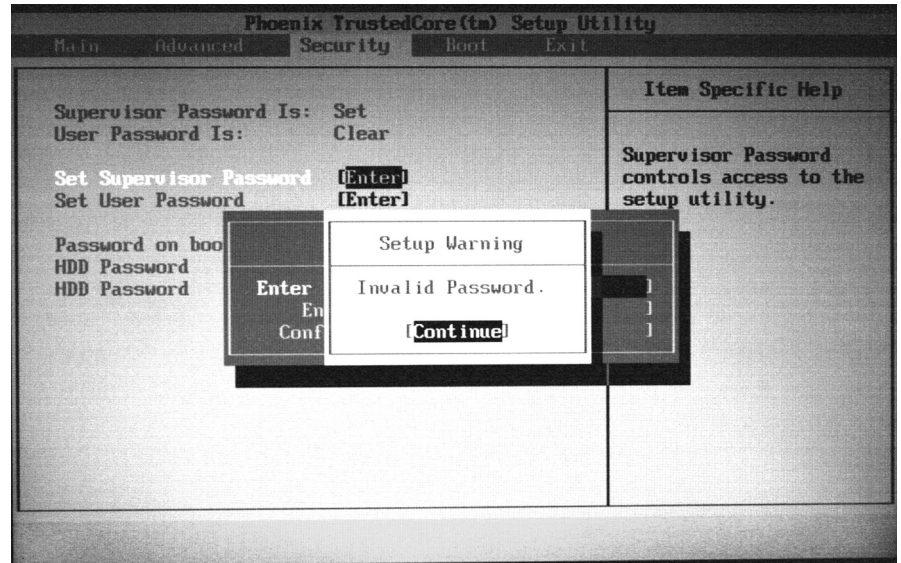 Phoenix TrustedCore(tm) Setup Utility
Main Advanced Security Boot Exit
Item Specific Help
Supervisor Password Is: Set
User Password Is: Clear
Supervisor Password
controls access to the
setup utility.
Set Supervisor Password [Enter]
Set User Password [Enter]
Password on boo
HDD Password
HDD Password
Setup Warning
Enter
En
Conf
]
]
]
Invalid Password.
[Continue]